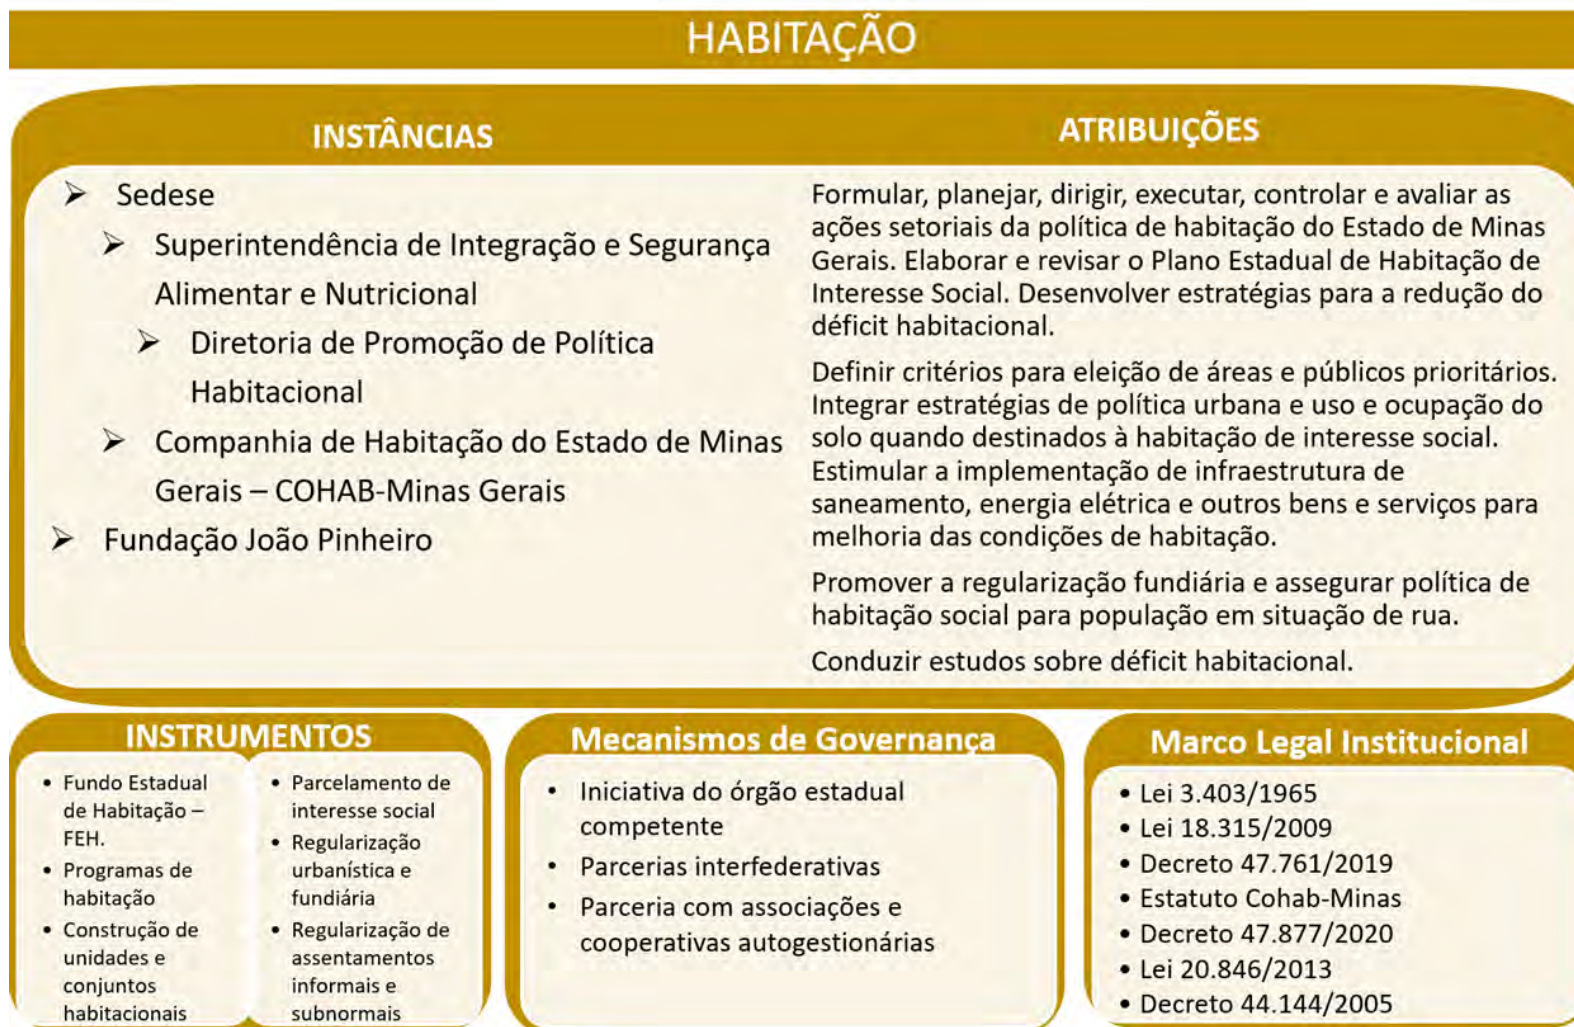 HABITAÇÃO
INSTÂNCIAS
➢ Sedese
➢ Superintendência de Integração e Segurança
Alimentar e Nutricional
➢ Diretoria de Promoção de Política
Habitacional
➢ Companhia de Habitação do Estado de Minas
Gerais – COHAB-Minas Gerais
➢ Fundação João Pinheiro
ATRIBUIÇÕES
Formular, planejar, dirigir, executar, controlar e avaliar as
ações setoriais da política de habitação do Estado de Minas
Gerais. Elaborar e revisar o Plano Estadual de Habitação de
Interesse Social. Desenvolver estratégias para a redução do
déficit habitacional.
Definir critérios para eleição de áreas e públicos prioritários.
Integrar estratégias de política urbana e uso e ocupação do
solo quando destinados à habitação de interesse social.
Estimular a implementação de infraestrutura de
saneamento, energia elétrica e outros bens e serviços para
melhoria das condições de habitação.
Promover a regularização fundiária e assegurar política de
habitação social para população em situação de rua.
Conduzir estudos sobre déficit habitacional.
INSTRUMENTOS
• Fundo Estadual
de Habitação –
FEH.
• Programas de
habitação
• Construção de
unidades e
conjuntos
habitacionais
• Parcelamento de
interesse social
• Regularização
urbanística e
fundiária
• Regularização de
assentamentos
informais e
subnormais
Mecanismos de Governança
• Iniciativa do órgão estadual
competente
• Parcerias interfederativas
• Parceria com associações e
cooperativas autogestionárias
Marco Legal Institucional
• Lei 3.403/1965
• Lei 18.315/2009
• Decreto 47.761/2019
• Estatuto Cohab-Minas
• Decreto 47.877/2020
• Lei 20.846/2013
• Decreto 44.144/2005